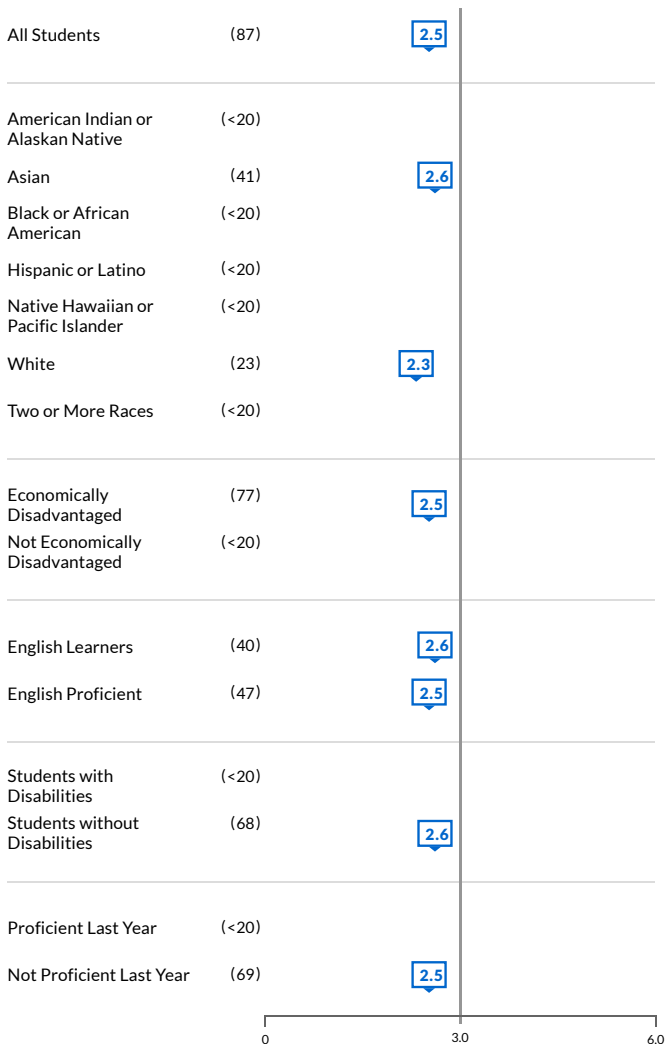 All Students (87) 2.5
American Indian or (<20)
Alaskan Native
Asian (41) 2.6
Black or African (<20)
American
Hispanic or Latino (<20)
Native Hawaiian or (<20)
Pacific Islander
White (23) 2.3
Two or More Races (<20)
Economically (77) 2.5
Disadvantaged
Not Economically (<20)
Disadvantaged
English Learners (40) 2.6
English Proficient (47) 2.5
Students with (<20)
Disabilities
Students without (68) 2.6
Disabilities
Proficient Last Year (<20)
Not Proficient Last Year (69) 2.5
0 3.0 6.0